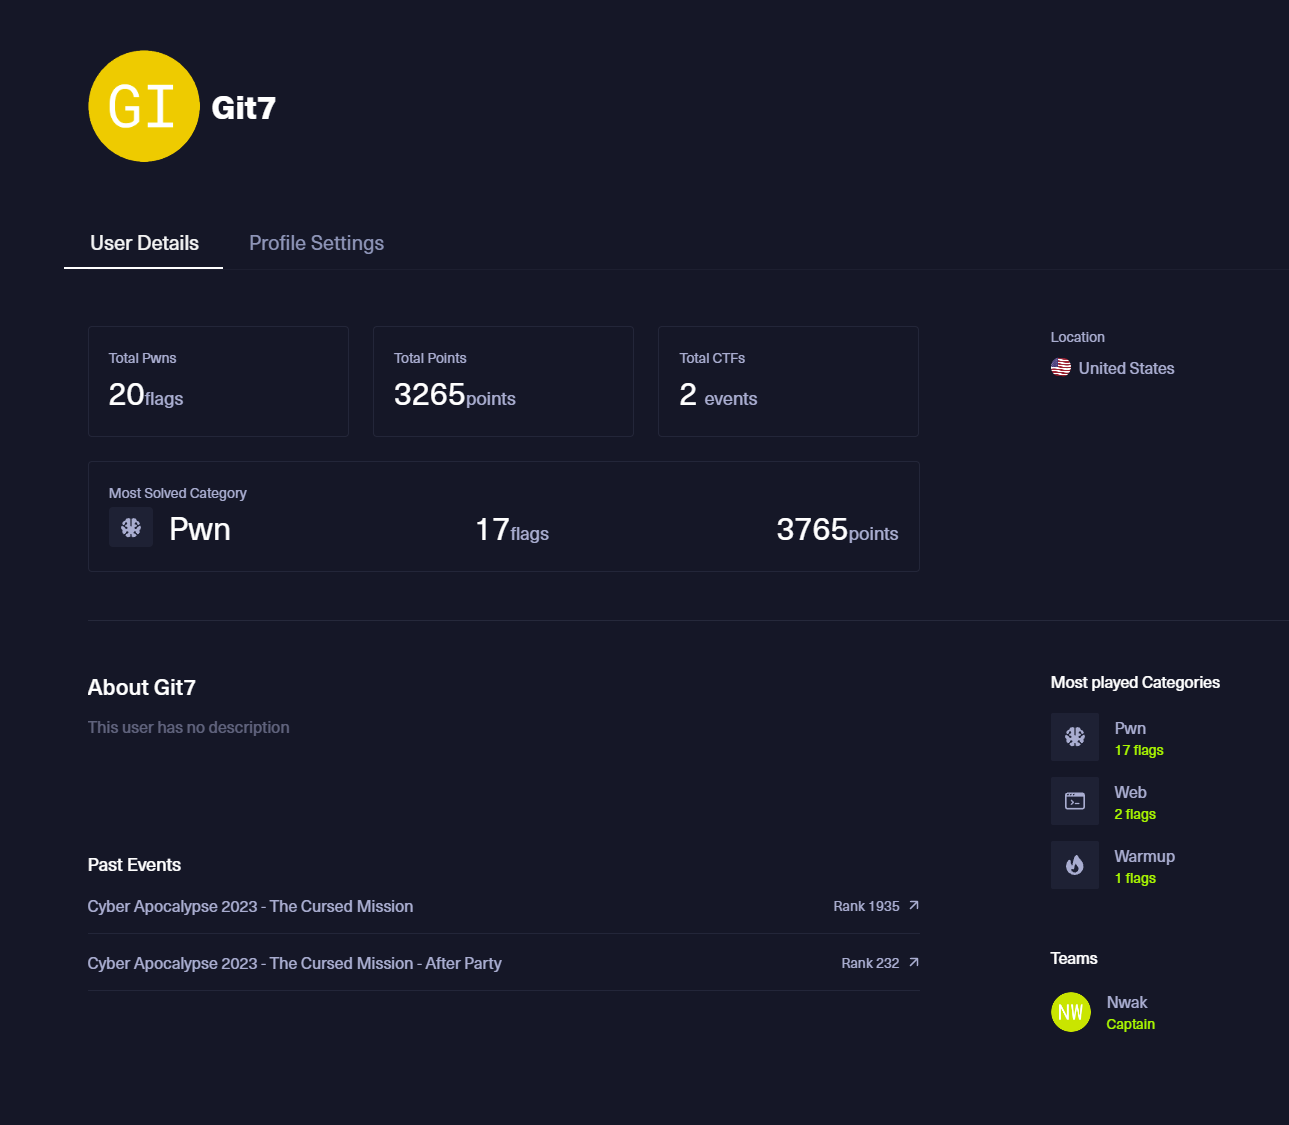 GI
Git7
User Details
Profile Settings
Total Pwns
20flags
Total Points
3265points
Total CTFs
2 events
Location
United States
Most Solved Category
Pwn
17flags
3765points
About Git7
This user has no description
Most played Categories
Pwn
17 flags
Web
2 flags
Warmup
1 flags
Past Events
Cyber Apocalypse 2023 - The Cursed Mission
Rank 1935
Cyber Apocalypse 2023 - The Cursed Mission - After Party
Rank 232
Teams
NW
Nwak
Captain